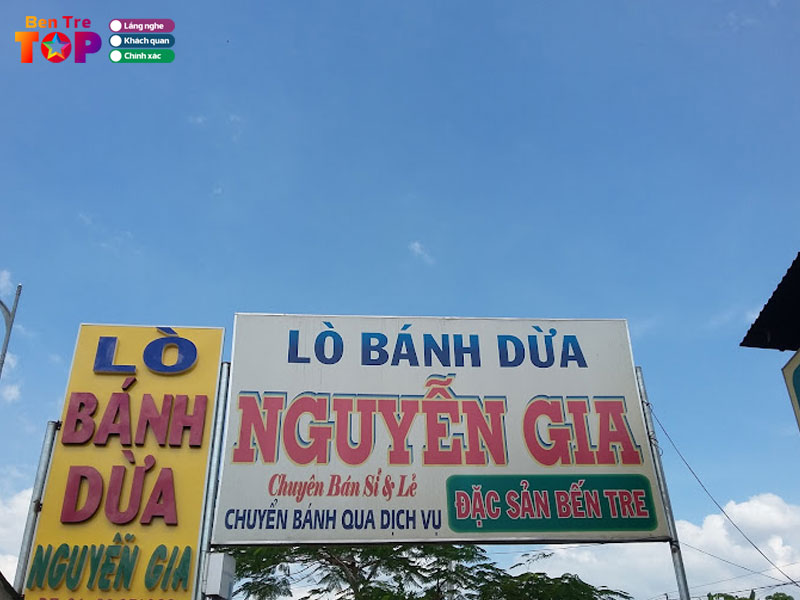 Ben Tre
TOP
Lắng nghe
Khách quan
Chính xác
LÒ
BÁNH
DỪA
NGUYỄN GIA
LÒ BÁNH DỪA
NGUYỄN GIA
Chuyên Bán Sỉ & Lẻ
CHUYỂN BÁNH QUA DỊCH VỤ
ĐẶC SẢN BẾN TRE